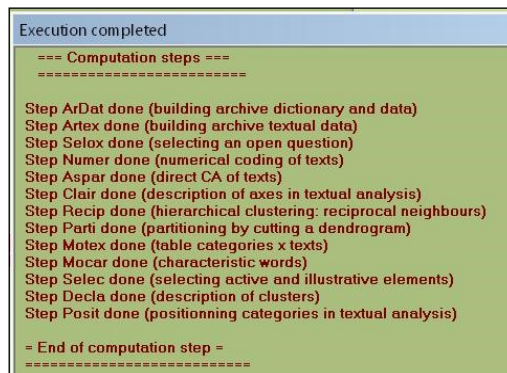 Execution completed
=== Computation steps ===
========================
Step ArDat done (building archive dictionary and data)
Step Artex done (building archive textual data)
Step Selox done (selecting an open question)
Step Numer done (numerical coding of texts)
Step Aspar done (direct CA of texts)
Step Clair done (description of axes in textual analysis)
Step Recip done (hierarchical clustering: reciprocal neighbours)
Step Parti done (partitioning by cutting a dendrogram)
Step Motex done (table categories x texts)
Step Mocar done (characteristic words)
Step Selec done (selecting active and illustrative elements)
Step Decla done (description of clusters)
Step Posit done (positionning categories in textual analysis)
= End of computation step =
==========================